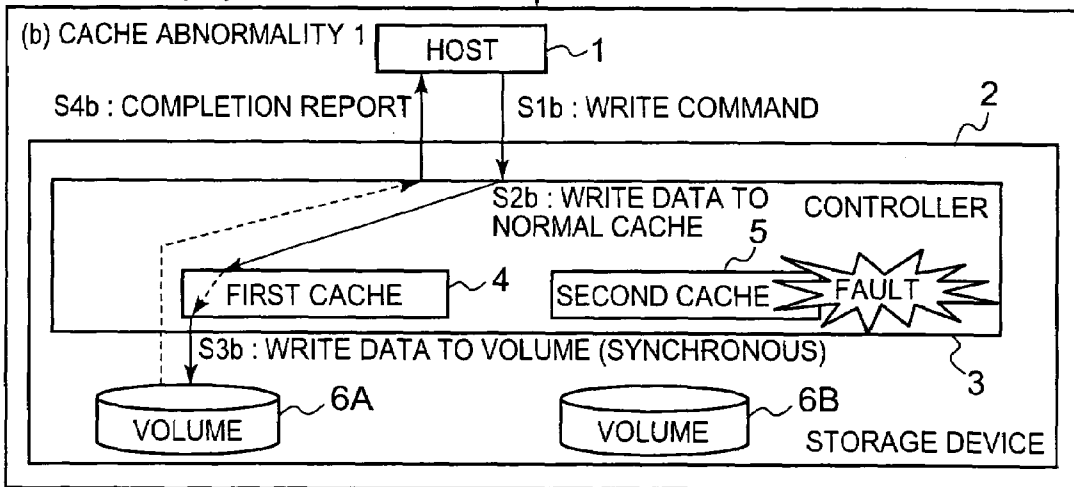 (b) CACHE ABNORMALITY 1
HOST
1
S4b : COMPLETION REPORT
S1b : WRITE COMMAND
2
S2b : WRITE DATA TO
NORMAL CACHE
CONTROLLER
5
FIRST CACHE
4
SECOND CACHE
FAULT
S3b : WRITE DATA TO VOLUME (SYNCHRONOUS)
3
6A
VOLUME
6B
VOLUME
STORAGE DEVICE